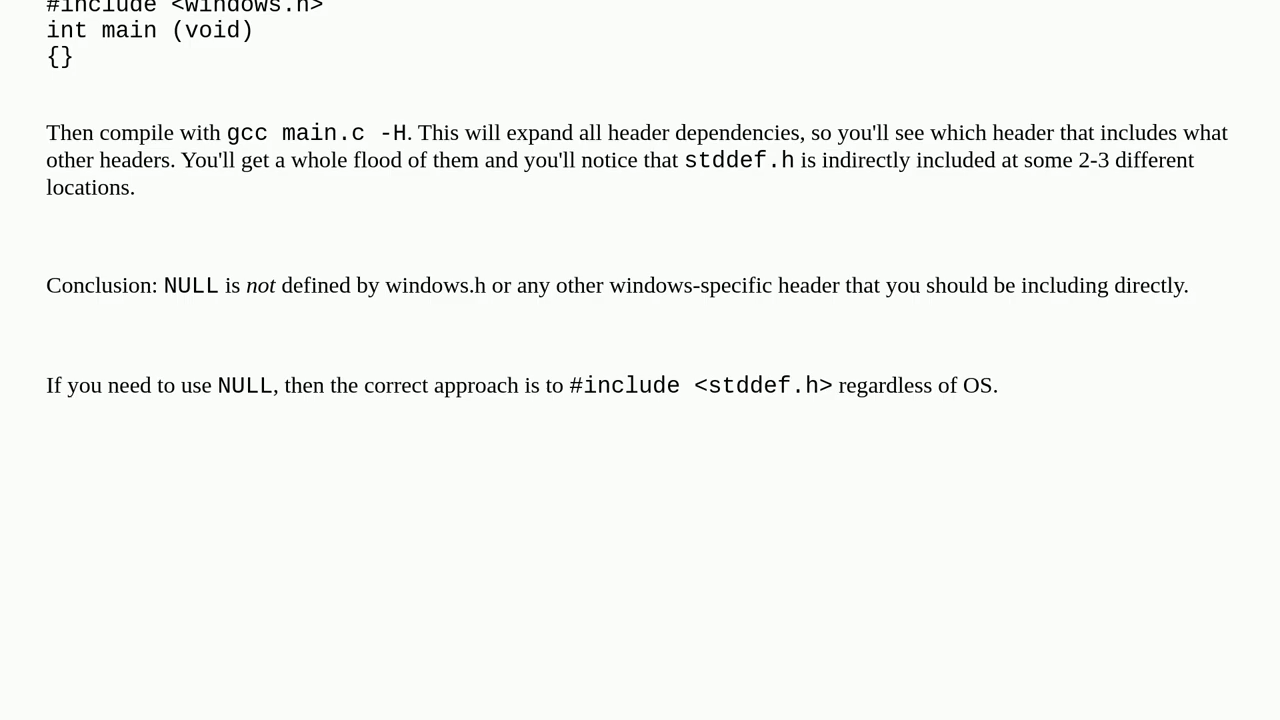 #include <windows.h>
int main (void)
{}
Then compile with gcc main.c -H. This will expand all header dependencies, so you'll see which header that includes what
other headers. You'll get a whole flood of them and you'll notice that stddef.h is indirectly included at some 2-3 different
locations.
Conclusion: NULL is not defined by windows.h or any other windows-specific header that you should be including directly.
If you need to use NULL, then the correct approach is to #include <stddef.h> regardless of OS.